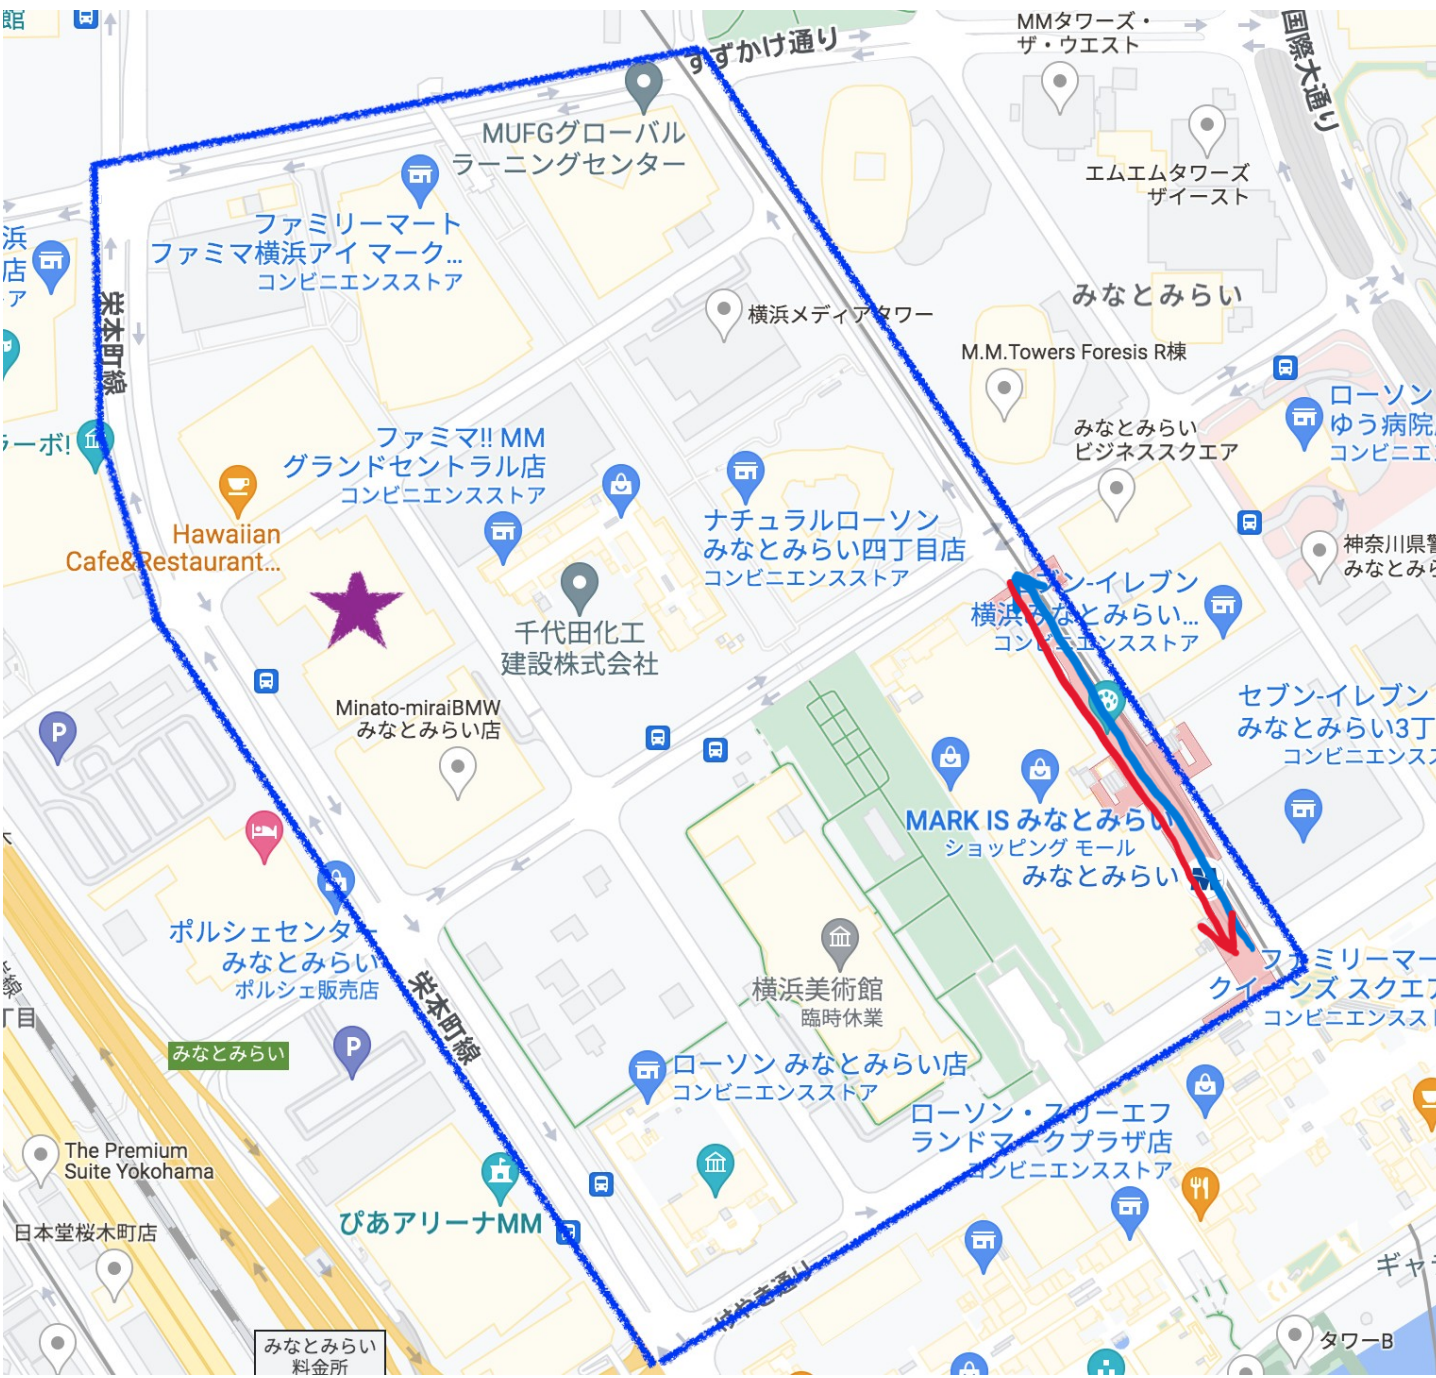 館
MMタワーズ・
ザ・ウエスト
国際大通り
すずかけ通り
MUFGグローバル
ラーニングセンター
エムエムタワーズ
ザイースト
ファミリーマート
ファミマ横浜アイ マーク...
コンビニエンスストア
浜
店
ア
栄本町線
横浜メディアタワー
みなとみらい
M.M.Towers Foresis R棟
ローソン
ゆう病院
コンビニエ
みなとみらい
ビジネススクエア
ラーボ!
ファミマ!! MM
グランドセントラル店
コンビニエンスストア
Hawaiian
Cafe&Restaurant...
ナチュラルローソン
みなとみらい四丁目店
コンビニエンスストア
神奈川県警
みなとみら
セブン-イレブン
横浜みなとみらい...
コンビニエンスストア
千代田化工
建設株式会社
Minato-miraiBMW
みなとみらい店
P
セブン-イレブン
みなとみらい3丁
コンビニエンスス
MARK IS みなとみらい
ショッピング モール
みなとみらい
ポルシェセンター
みなとみらい
ポルシェ販売店
横浜美術館
臨時休業
ファミリーマー
クイーンズ スクエア
コンビニエンススト
線
丁目
栄本町線
みなとみらい
P
ローソン みなとみらい店
コンビニエンスストア
ローソン・スリーエフ
ランドマークプラザ店
コンビニエンスストア
The Premium
Suite Yokohama
ぴあアリーナMM
日本堂桜木町店
けやき通り
ギャ
みなとみらい
料金所
タワーB